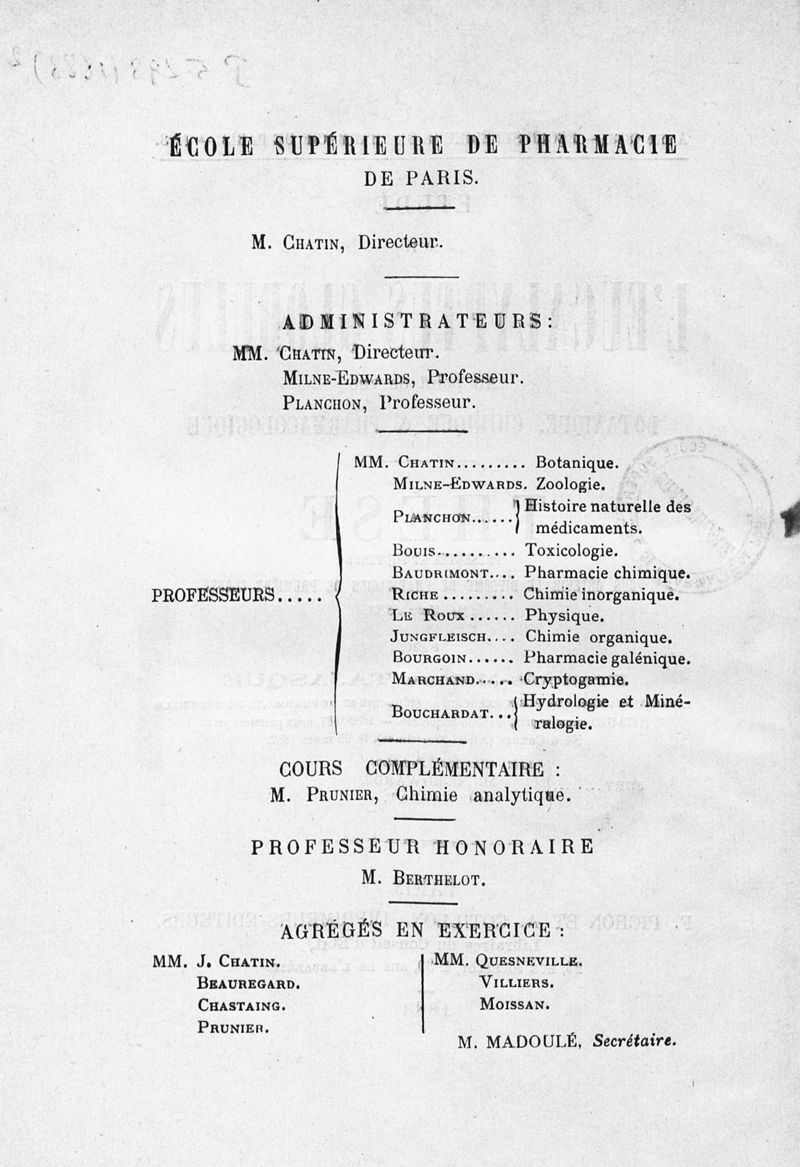 ÉCOLE SUPÉRIEURE DE PHARMACIE
DE PARIS.
M. CHATIN, Directeur.
ADMINISTRATEURS:
MM. CHATIN, Directeur.
MILNE-EDWARDS, Professeur.
PLANCHON, Professeur.
PROFESSEURS.....
MM. CHATIN......... Botanique.
MILNE-EDWARDS. Zoologie.
PLANCHON...... Histoire naturelle des
médicaments.
BOUIS.......... Toxicologie.
BAUDRIMONT.... Pharmacie chimique.
RICHE ......... Chimie inorganique.
LE ROUX ...... Physique.
JUNGFLEISCH.... Chimie organique.
BOURGOIN...... Pharmacie galénique.
MARCHAND..... Cryptogamie.
BOUCHARDAT... Hydrologie et Miné-
ralogie.
COURS COMPLÉMENTAIRE :
M. PRUNIER, Chimie analytique.
PROFESSEUR HONORAIRE
M. BERTHELOT.
AGRÉGÉS EN EXERCICE :
MM. J. CHATIN.
BEAUREGARD.
CHASTAING.
PRUNIER.
MM. QUESNEVILLE.
VILLIERS.
MOISSAN.
M. MADOULÉ, Secrétaire.